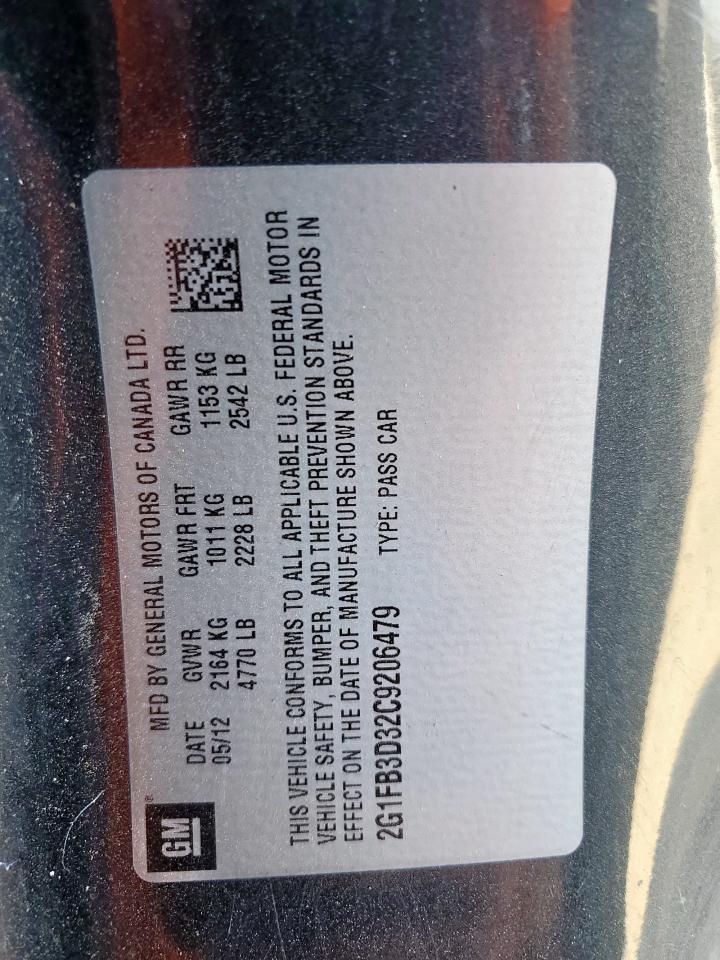 GM®
MFD BY GENERAL MOTORS OF CANADA LTD.
DATE GVWR GAWR FRT GAWR RR
05/12 2164 KG 1011 KG 1153 KG
4770 LB 2228 LB 2542 LB
THIS VEHICLE CONFORMS TO ALL APPLICABLE U.S. FEDERAL MOTOR
VEHICLE SAFETY, BUMPER, AND THEFT PREVENTION STANDARDS IN
EFFECT ON THE DATE OF MANUFACTURE SHOWN ABOVE.
2G1FB3D32C9206479 TYPE: PASS CAR